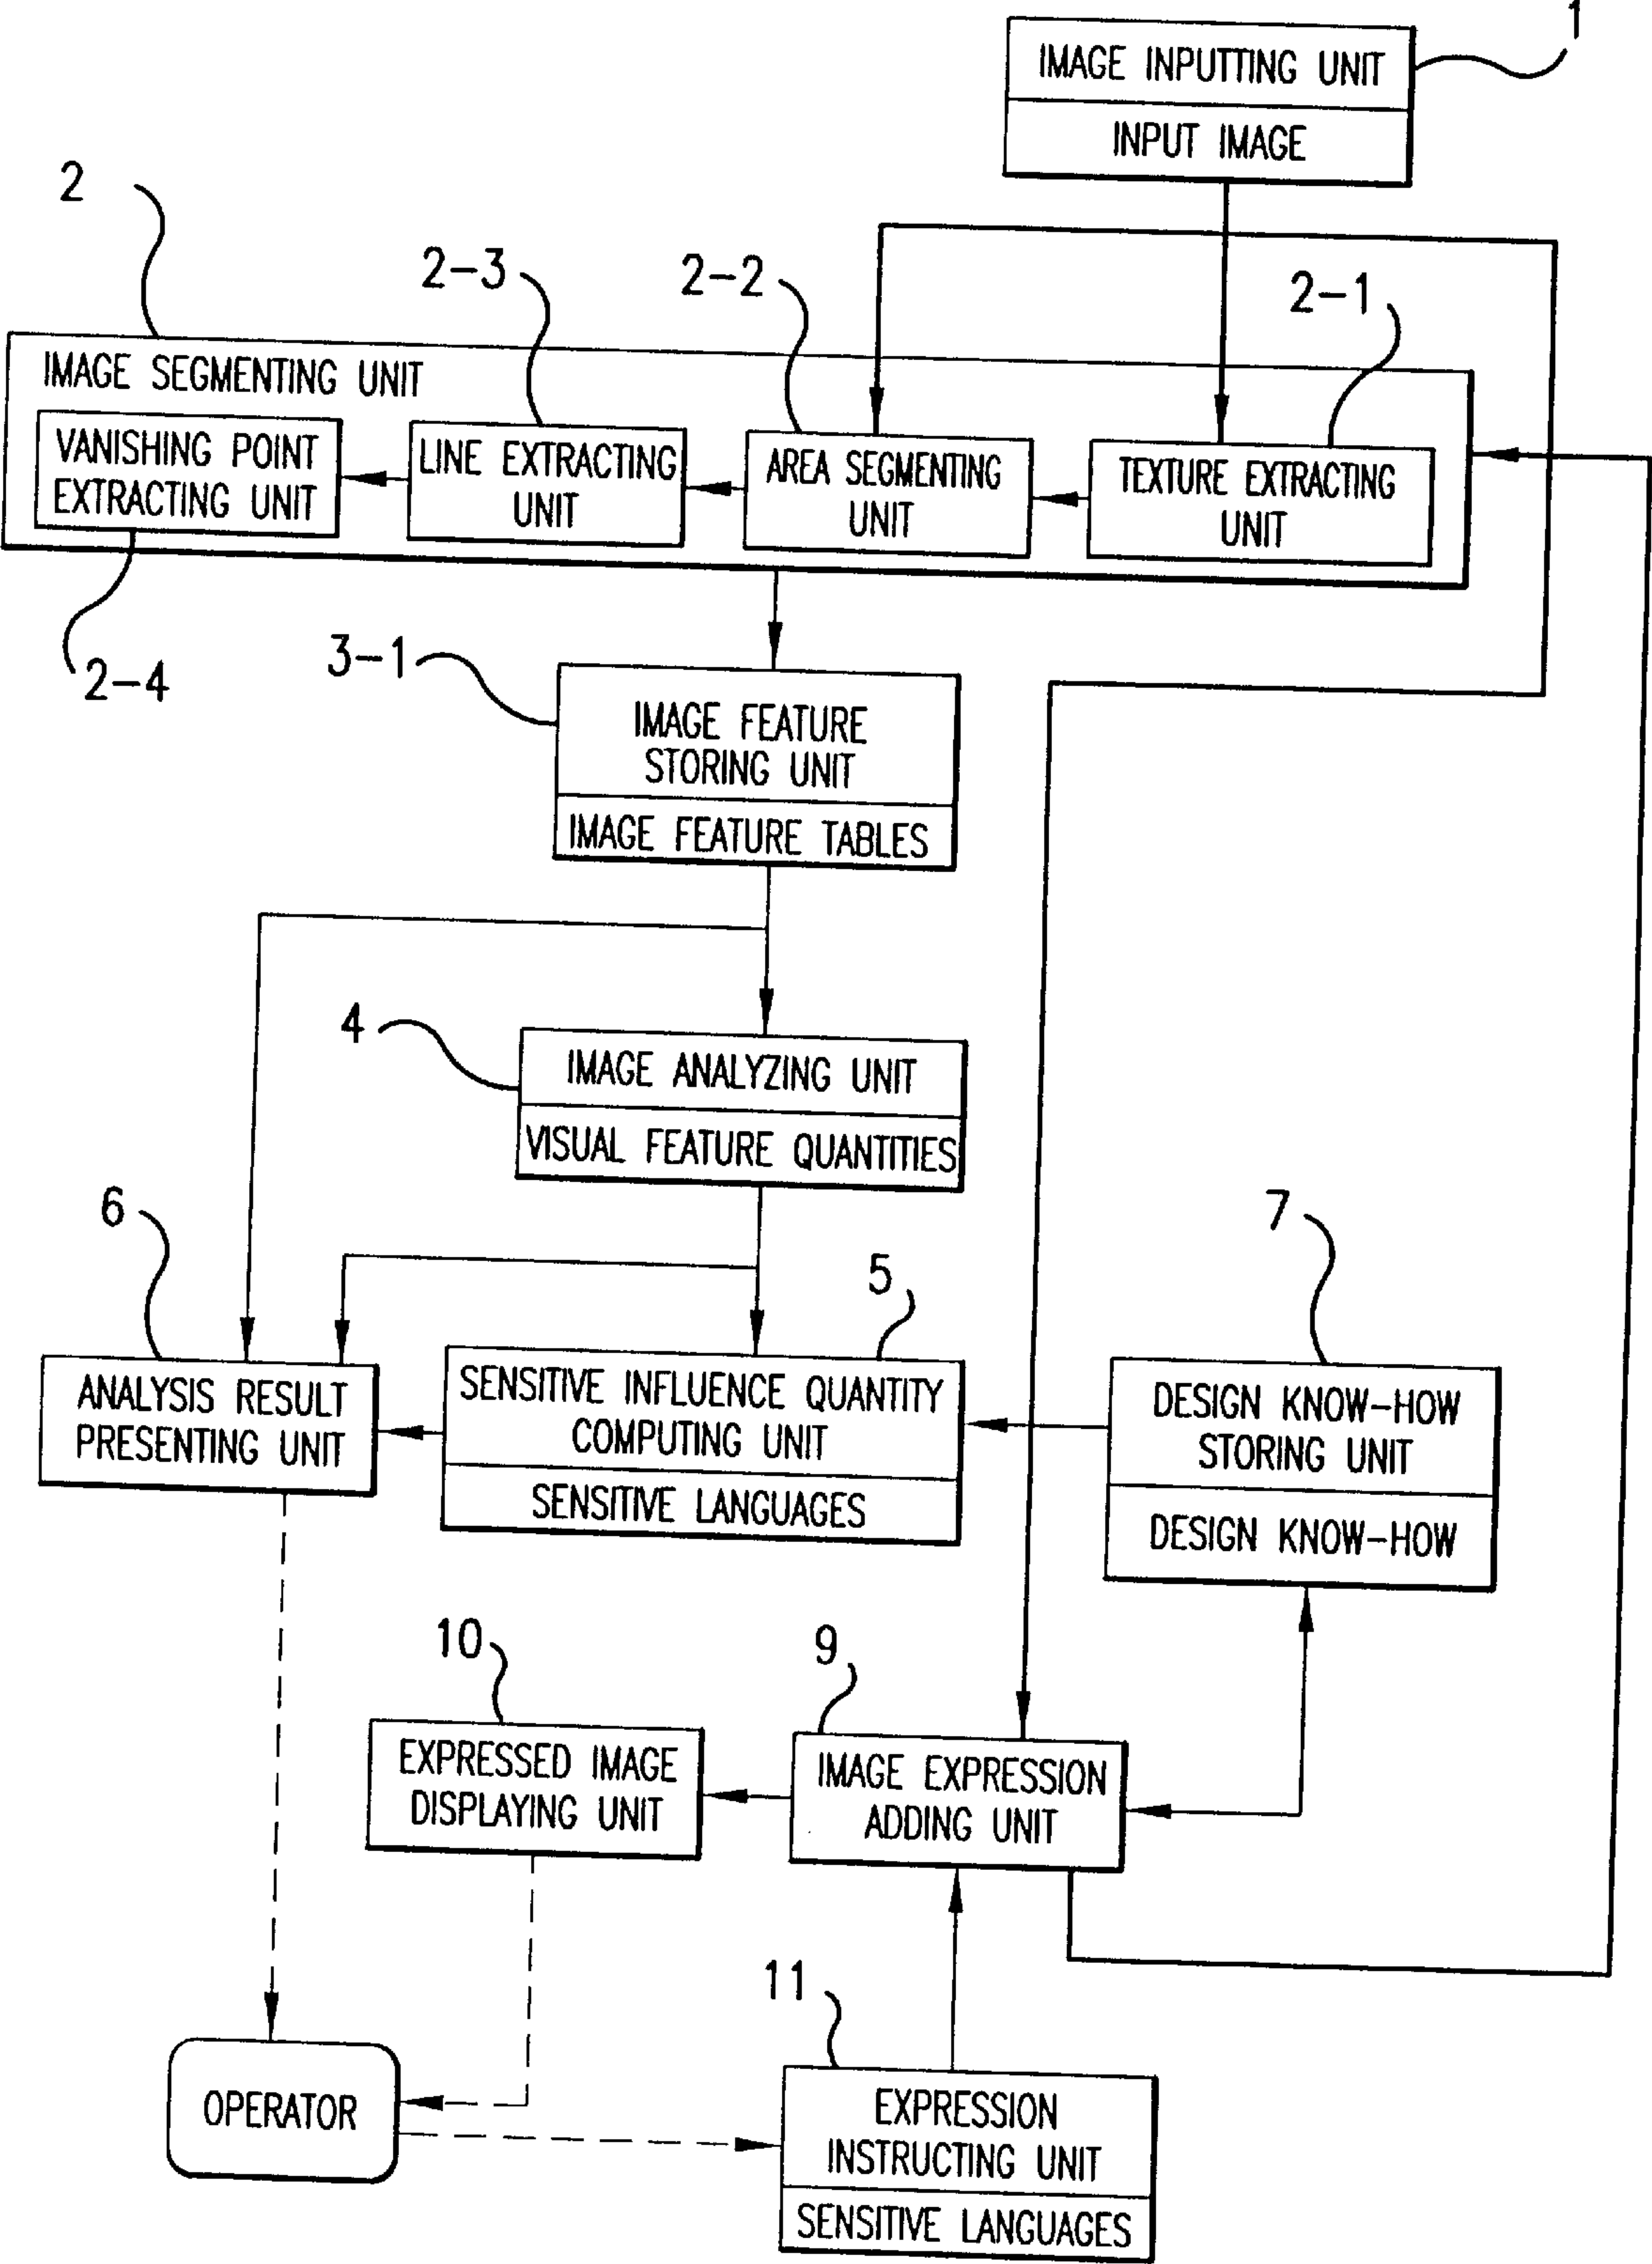 1
IMAGE INPUTTING UNIT
INPUT IMAGE
2
2-3
2-2
2-1
IMAGE SEGMENTING UNIT
VANISHING POINT
EXTRACTING UNIT
LINE EXTRACTING
UNIT
AREA SEGMENTING
UNIT
TEXTURE EXTRACTING
UNIT
2-4
3-1
IMAGE FEATURE
STORING UNIT
IMAGE FEATURE TABLES
4
IMAGE ANALYZING UNIT
VISUAL FEATURE QUANTITIES
6
5
7
ANALYSIS RESULT
PRESENTING UNIT
SENSITIVE INFLUENCE QUANTITY
COMPUTING UNIT
SENSITIVE LANGUAGES
DESIGN KNOW-HOW
STORING UNIT
DESIGN KNOW-HOW
10
9
EXPRESSED IMAGE
DISPLAYING UNIT
IMAGE EXPRESSION
ADDING UNIT
11
OPERATOR
EXPRESSION
INSTRUCTING UNIT
SENSITIVE LANGUAGES